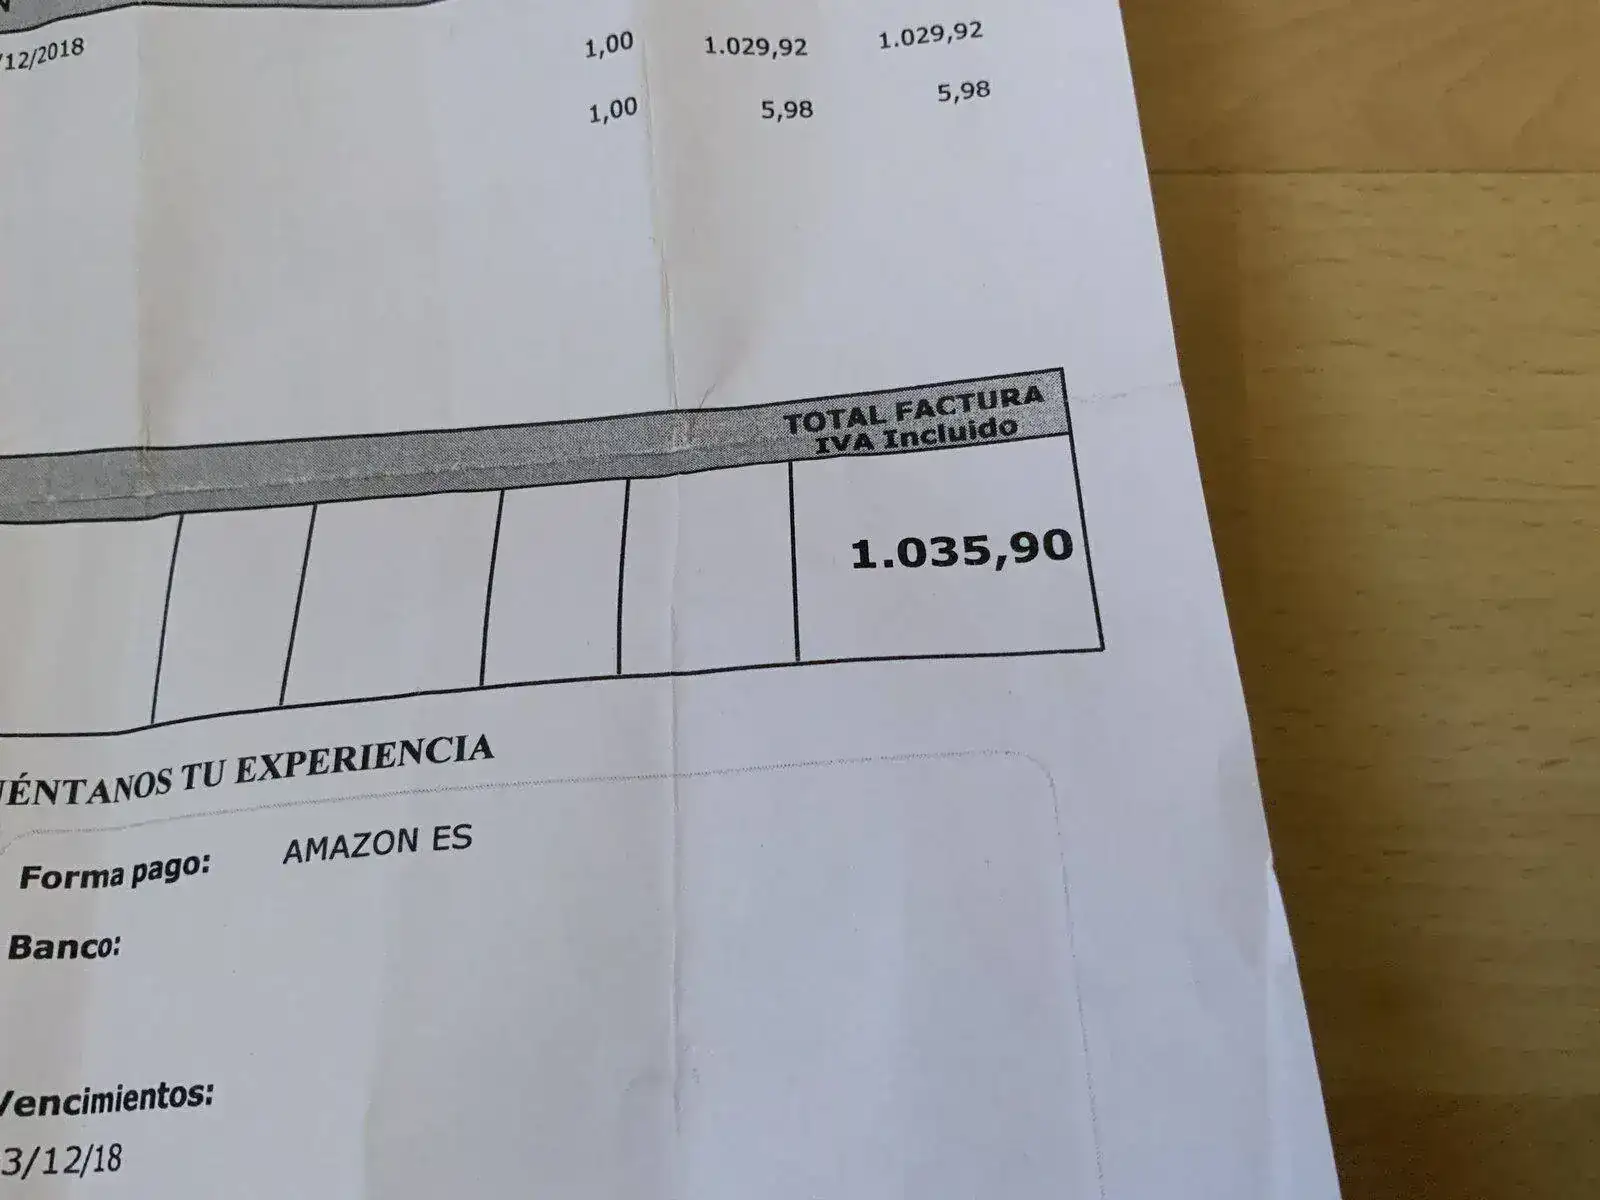 /12/2018 1,00 1.029,92 1.029,92
1,00 5,98 5,98
TOTAL FACTURA
IVA Incluido
1.035,90
UÉNTANOS TU EXPERIENCIA
Forma pago: AMAZON ES
Banco:
Vencimientos:
3/12/18